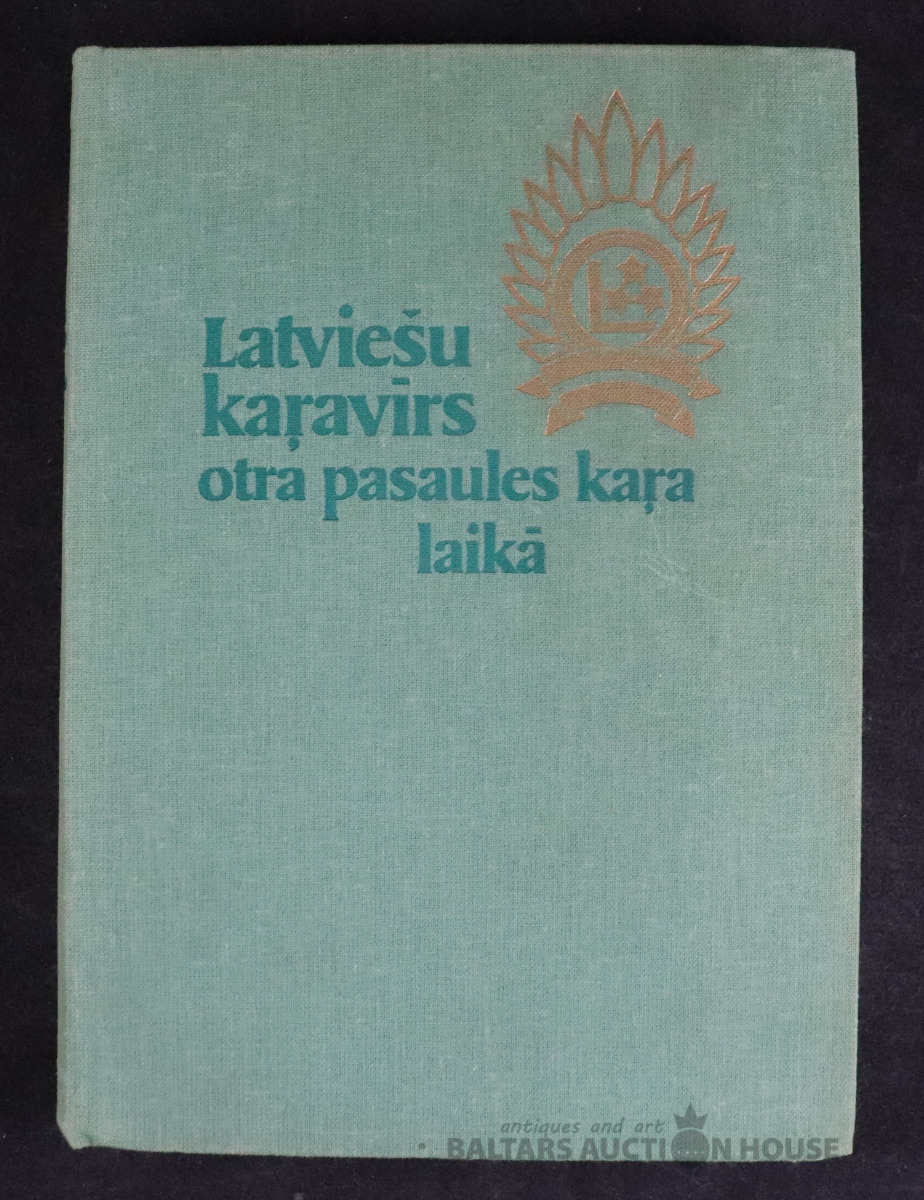 Latviešu
kaŗavīrs
otra pasaules kaŗa
laikā
antiques and art
BALTARS AUCTION HOUSE